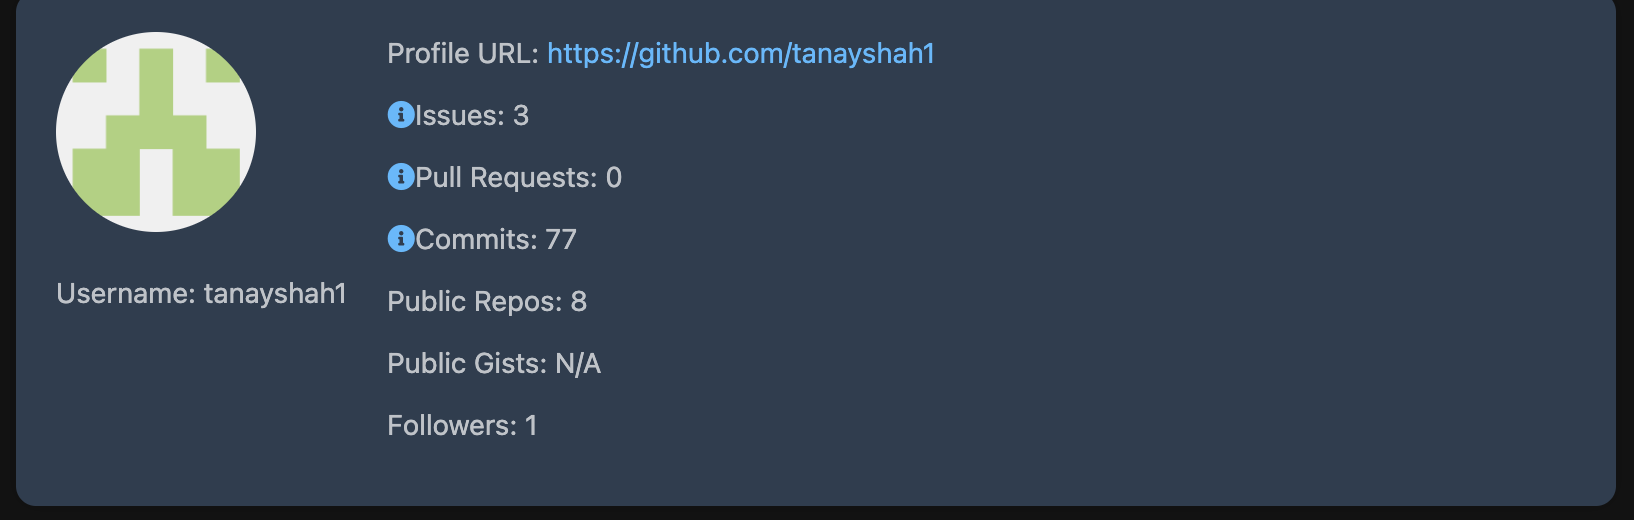 Profile URL: https://github.com/tanayshah1
Issues: 3
Pull Requests: 0
Commits: 77
Username: tanayshah1
Public Repos: 8
Public Gists: N/A
Followers: 1